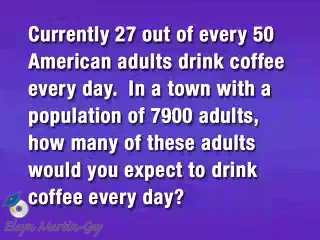 Currently 27 out of every 50
American adults drink coffee
every day. In a town with a
population of 7900 adults,
how many of these adults
would you expect to drink
coffee every day?
Elayn Martin-Gay